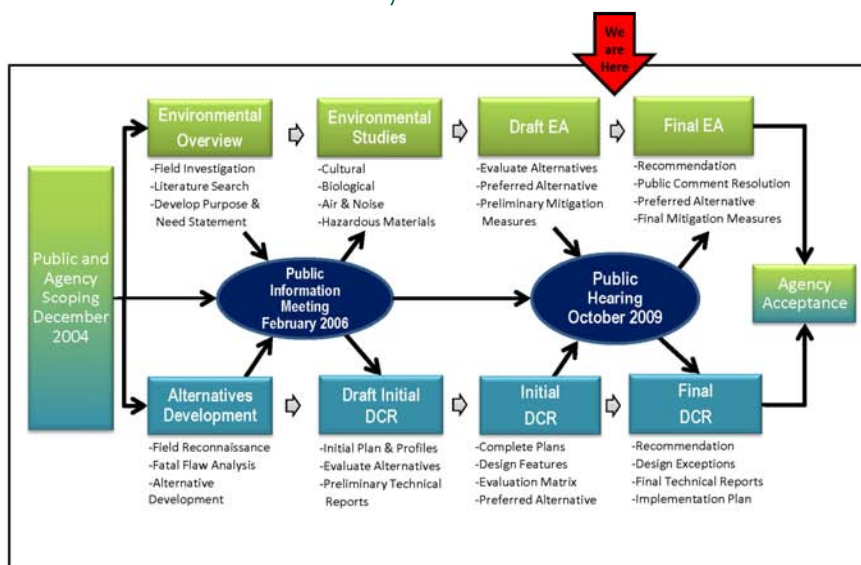 We
are
Here
Environmental
Overview
-Field Investigation
-Literature Search
-Develop Purpose &
Need Statement
Environmental
Studies
-Cultural
-Biological
-Air & Noise
-Hazardous Materials
Draft EA
-Evaluate Alternatives
-Preferred Alternative
-Preliminary Mitigation
Measures
Final EA
-Recommendation
-Public Comment Resolution
-Preferred Alternative
-Final Mitigation Measures
Public and
Agency
Scoping
December
2004
Public
Information
Meeting
February 2006
Public
Hearing
October 2009
Agency
Acceptance
Alternatives
Development
-Field Reconnaissance
-Fatal Flaw Analysis
-Alternative
Development
Draft Initial
DCR
-Initial Plan & Profiles
-Evaluate Alternatives
-Preliminary Technical
Reports
Initial
DCR
-Complete Plans
-Design Features
-Evaluation Matrix
-Preferred Alternative
Final
DCR
-Recommendation
-Design Exceptions
-Final Technical Reports
-Implementation Plan